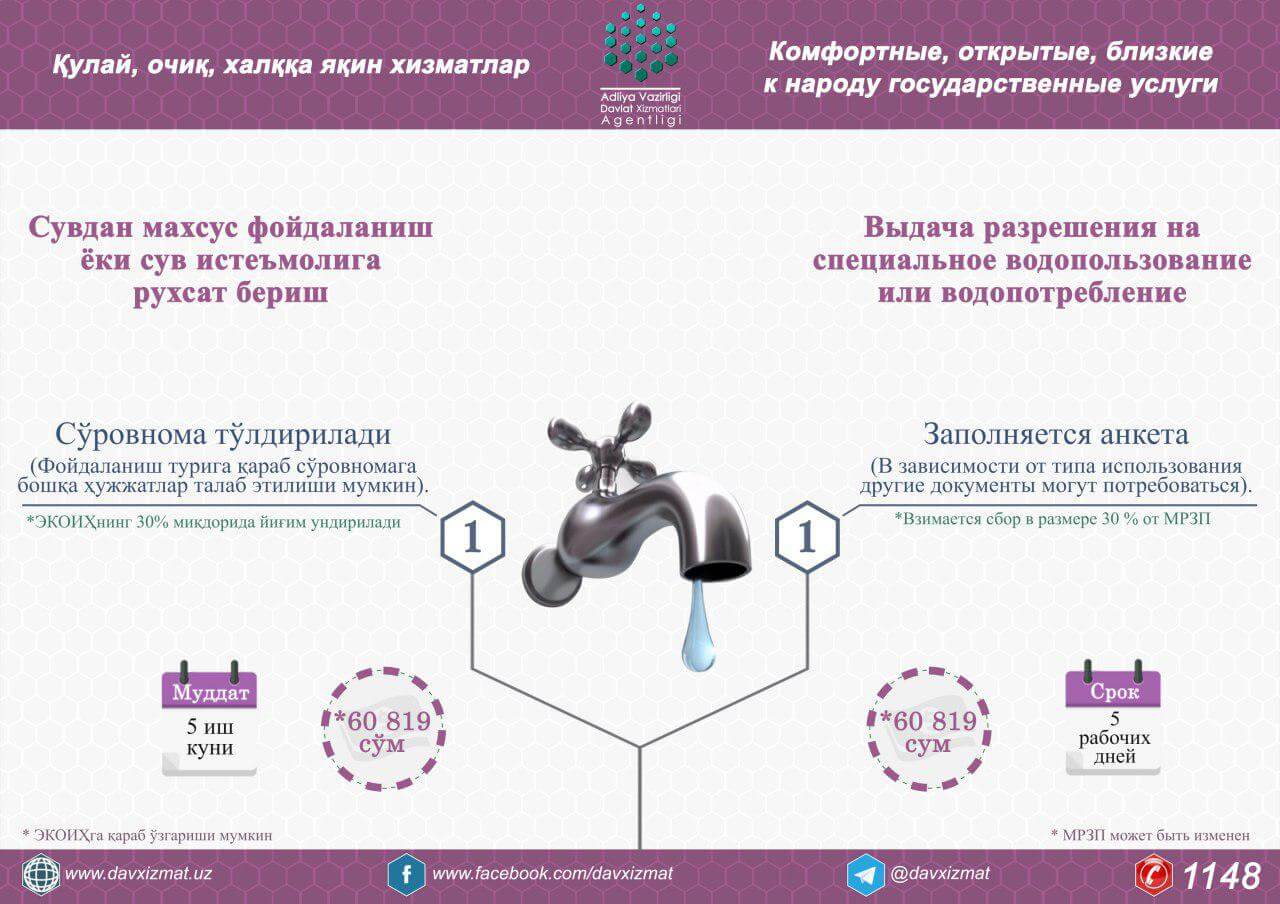 Қулай, очиқ, халққа яқин хизматлар
Adliya Vazirligi
Davlat Xizmatlari
Agentligi
Комфортные, открытые, близкие
к народу государственные услуги
Сувдан махсус фойдаланиш
ёки сув истеъмолига
рухсат бериш
Выдача разрешения на
специальное водопользование
или водопотребление
Сўровнома тўлдирилади
(Фойдаланиш турига қараб сўровномага
бошқа ҳужжатлар талаб этилиши мумкин).
*ЭКОИҲнинг 30% миқдорида йиғим ундирилади
1
1
Заполняется анкета
(В зависимости от типа использования
другие документы могут потребоваться).
*Взимается сбор в размере 30 % от МРЗП
Муддат
5 иш
куни
*60 819
сўм
*60 819
сум
Срок
5
рабочих
дней
* ЭКОИҲга қараб ўзгариши мумкин
* МРЗП может быть изменен
www.davxizmat.uz
www.facebook.com/davxizmat
@davxizmat
1148